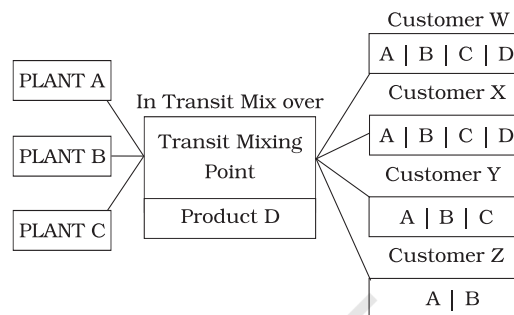 PLANT A
PLANT B
PLANT C
In Transit Mix over
Transit Mixing
Point
Product D
Customer W
A | B | C | D
Customer X
A | B | C | D
Customer Y
A | B | C
Customer Z
A | B